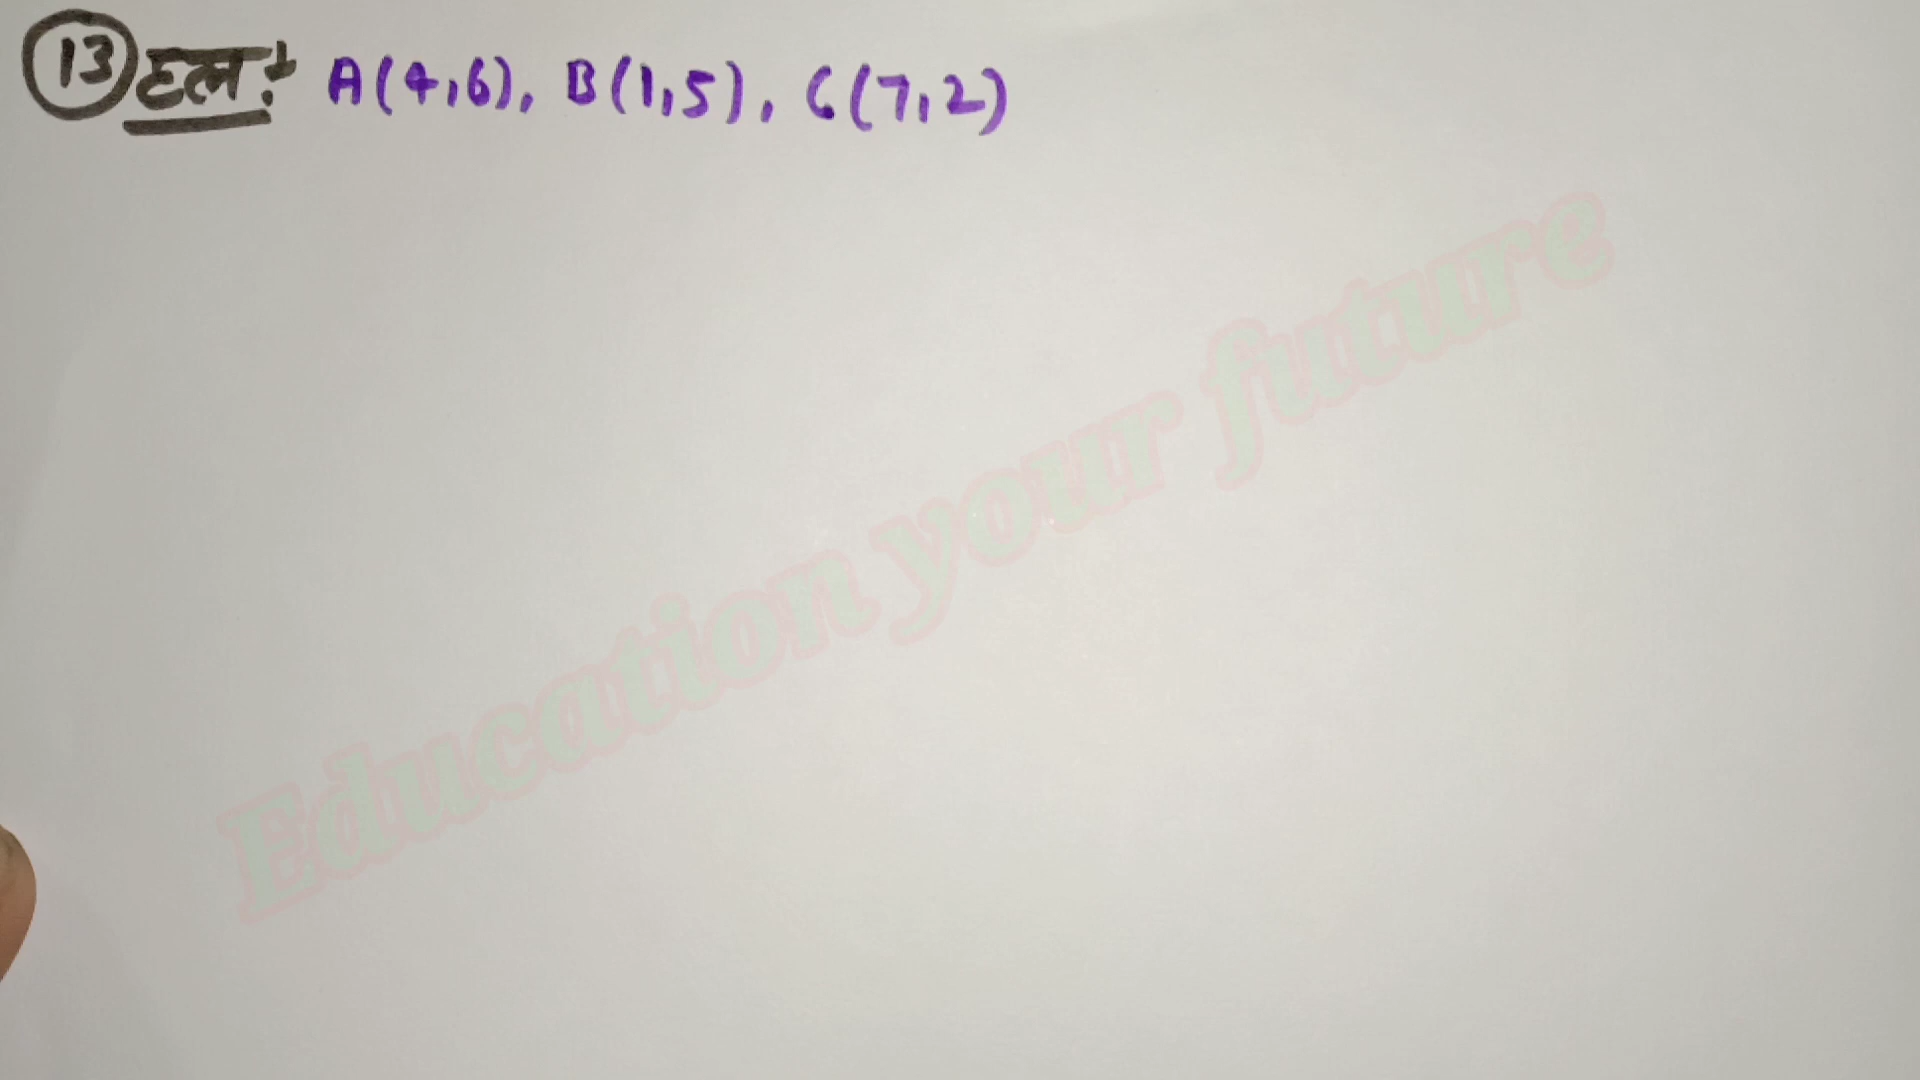 13 हल:- A(4,6), B(1,5), C(7,2)
Education your future